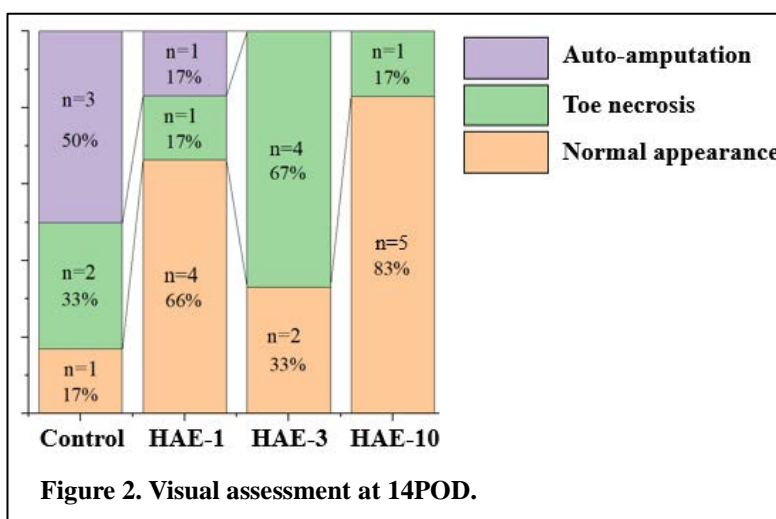 n=3
50%
n=2
33%
n=1
17%
n=1
17%
n=1
17%
n=4
66%
n=4
67%
n=2
33%
n=1
17%
n=5
83%
Control HAE-1 HAE-3 HAE-10
Auto-amputation
Toe necrosis
Normal appearance
Figure 2. Visual assessment at 14POD.